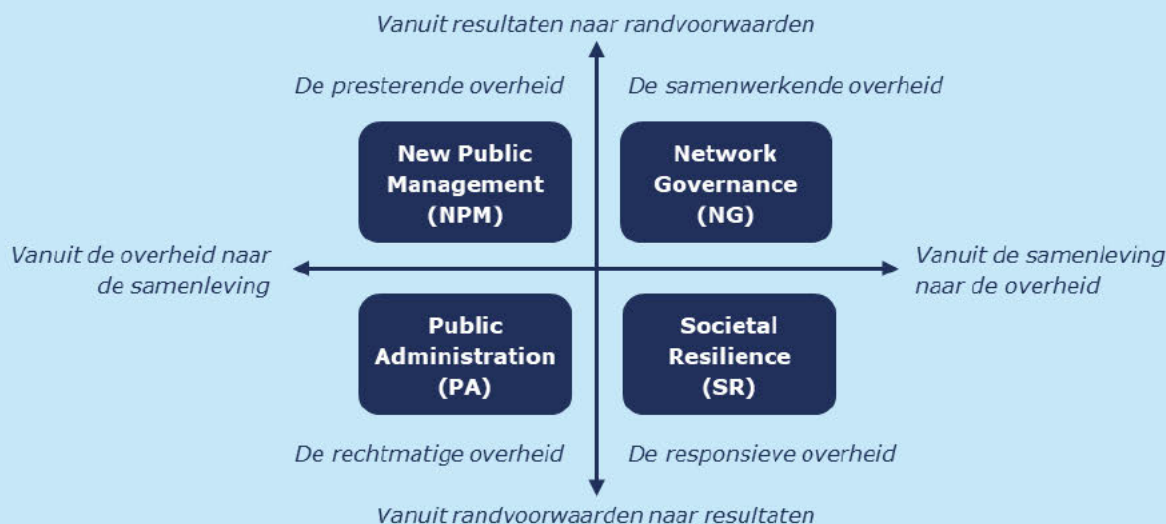 Vanuit resultaten naar randvoorwaarden
De presterende overheid
De samenwerkende overheid
New Public
Management
(NPM)
Network
Governance
(NG)
Vanuit de overheid naar
de samenleving
Vanuit de samenleving
naar de overheid
Public
Administration
(PA)
Societal
Resilience
(SR)
De rechtmatige overheid
De responsieve overheid
Vanuit randvoorwaarden naar resultaten